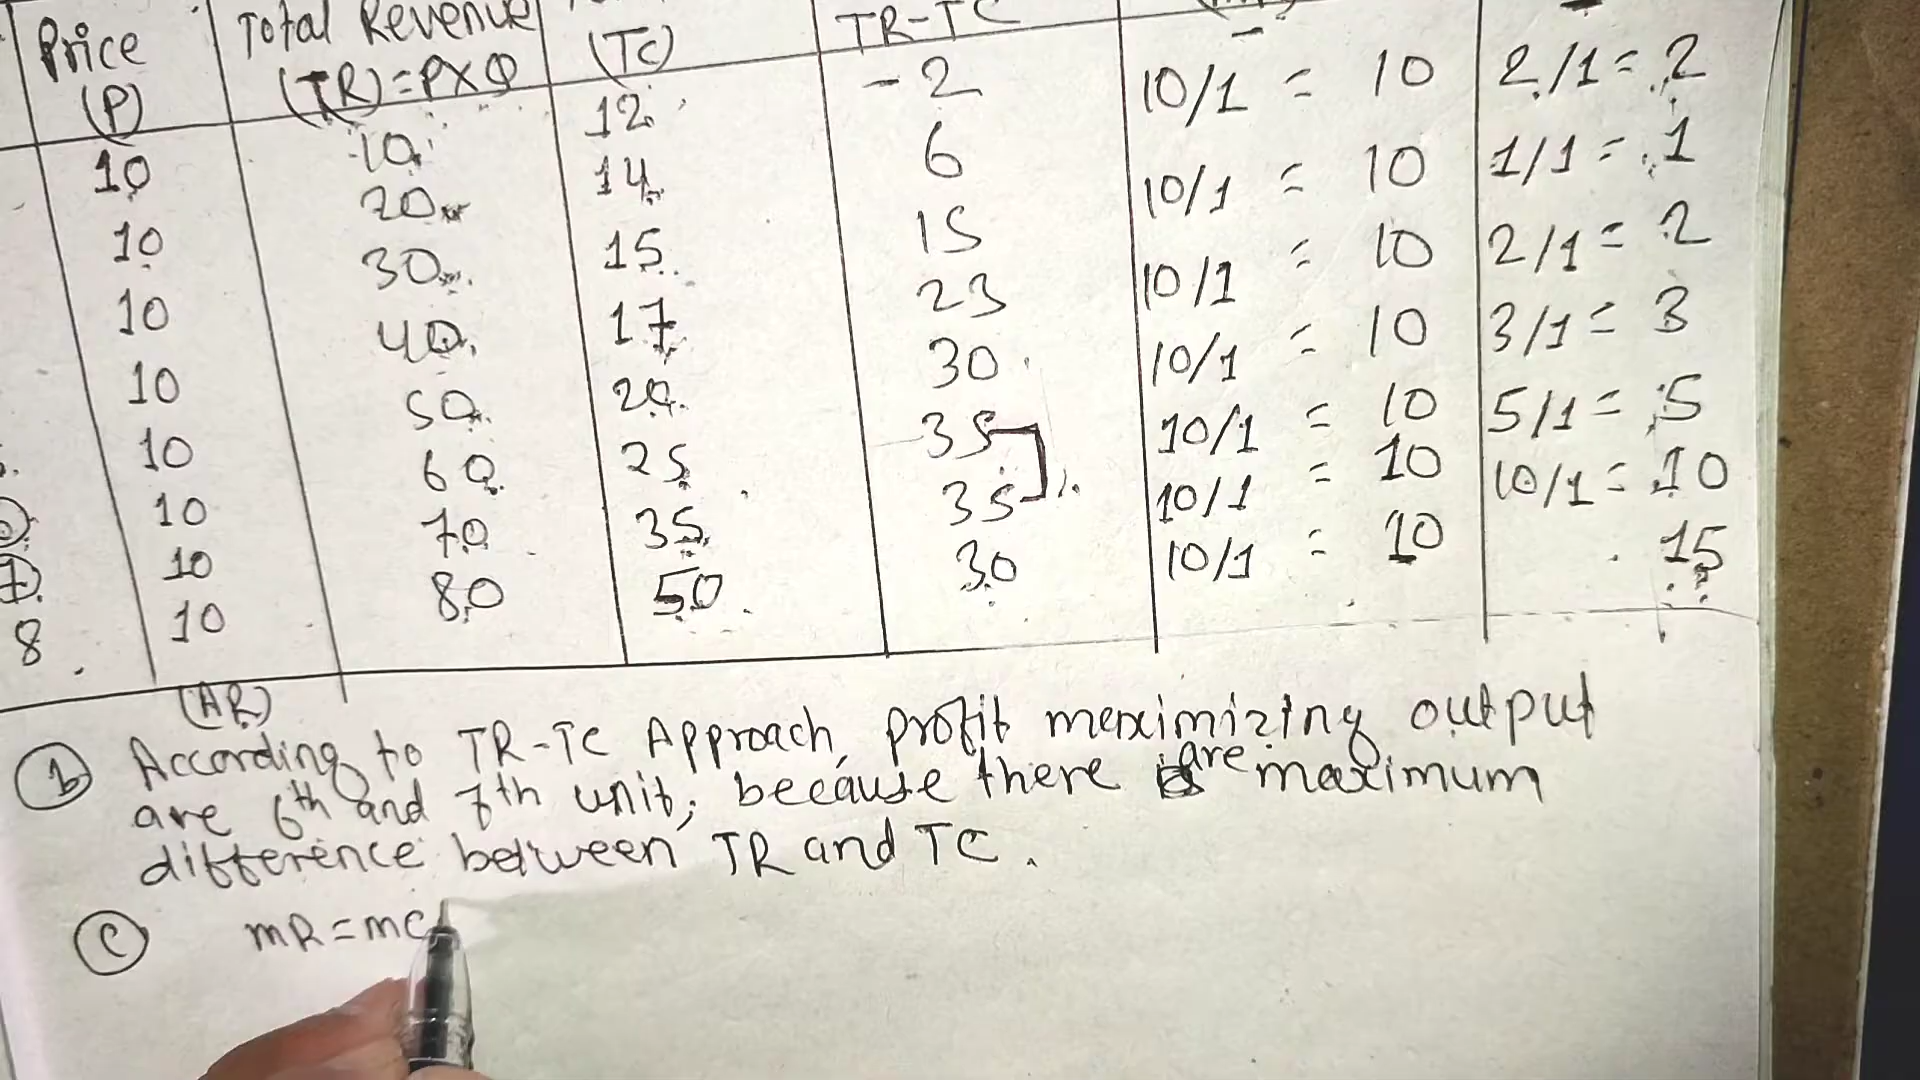 Price Total Revenue (TC) TR-TC
(P) (TR)=P×Q
12 -2 10/1 = 10 2/1 = 2
10 10 14 6 10/1 = 10 1/1 = 1
10 20 15 15 10/1 = 10 2/1 = 2
10 30 17 23 10/1 = 10 3/1 = 3
10 40 20 30 10/1 = 10 5/1 = 5
10 50 25 35 10/1 = 10 10/1 = 10
10 60 35 35 10/1 = 10 15
7 10 70 50 30
8 10 80
(AR)
(b) According to TR-TC Approach, profit meximizing output
are 6th and 7th unit, because there are maximum
difference between TR and TC.
(c) MR=MC